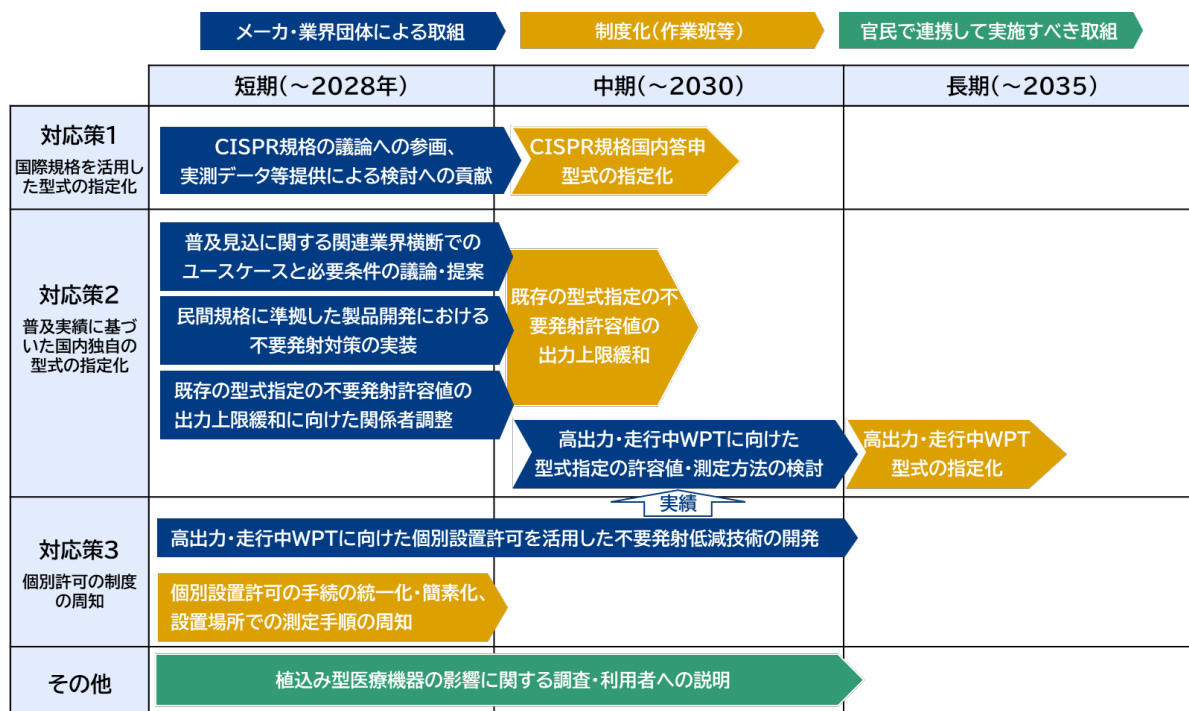 メーカ・業界団体による取組
制度化(作業班等)
官民で連携して実施すべき取組
短期(～2028年)
中期(～2030)
長期(～2035)
対応策1
国際規格を活用し
た型式の指定化
CISPR規格の議論への参画、
実測データ等提供による検討への貢献
CISPR規格国内答申
型式の指定化
対応策2
普及実績に基づ
いた国内独自の
型式の指定化
普及見込に関する関連業界横断での
ユースケースと必要条件の議論・提案
民間規格に準拠した製品開発における
不要発射対策の実装
既存の型式指定の不要発射許容値の
出力上限緩和に向けた関係者調整
既存の型式指定の不
要発射許容値の
出力上限緩和
高出力・走行中WPTに向けた
型式指定の許容値・測定方法の検討
高出力・走行中WPT
型式の指定化
実績
対応策3
個別許可の制度
の周知
高出力・走行中WPTに向けた個別設置許可を活用した不要発射低減技術の開発
個別設置許可の手続の統一化・簡素化、
設置場所での測定手順の周知
その他
植込み型医療機器の影響に関する調査・利用者への説明